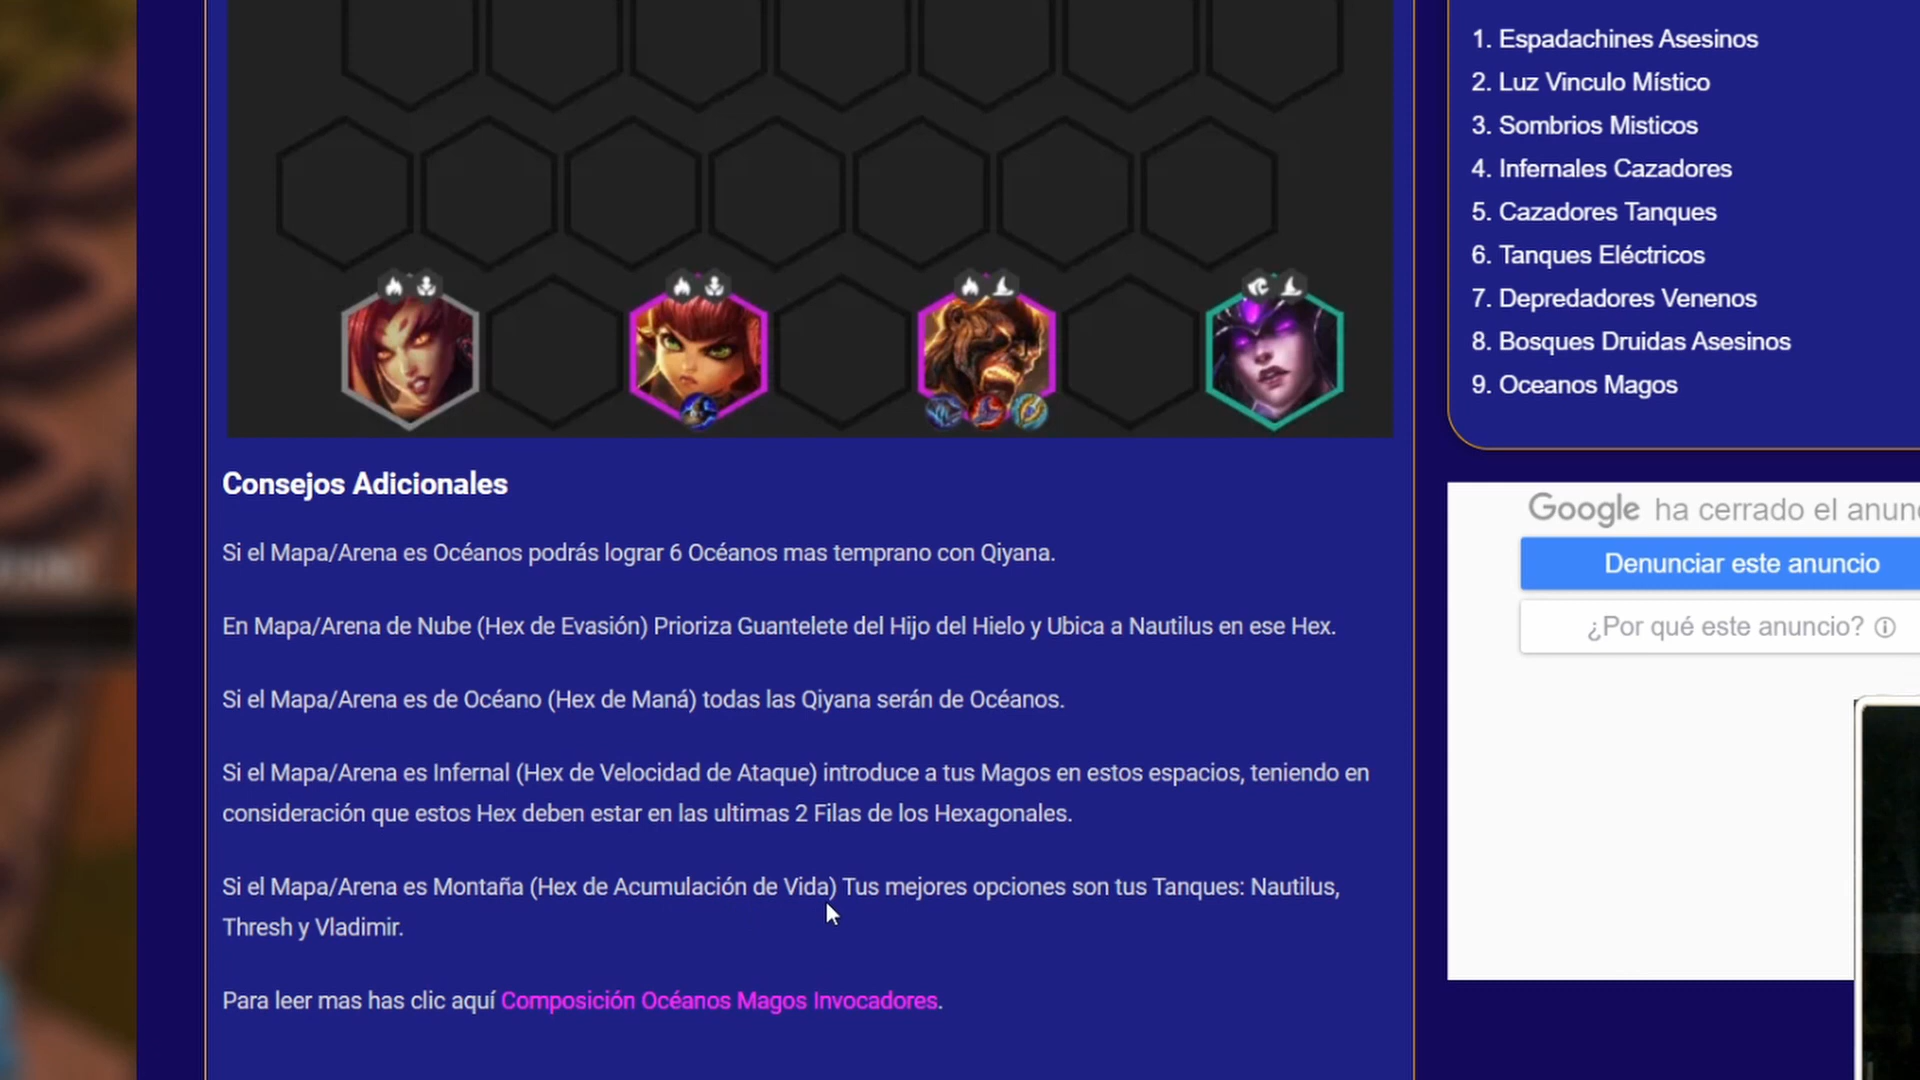 1. Espadachines Asesinos
2. Luz Vinculo Místico
3. Sombrios Misticos
4. Infernales Cazadores
5. Cazadores Tanques
6. Tanques Eléctricos
7. Depredadores Venenos
8. Bosques Druidas Asesinos
9. Oceanos Magos
Consejos Adicionales
Si el Mapa/Arena es Océanos podrás lograr 6 Océanos mas temprano con Qiyana.
En Mapa/Arena de Nube (Hex de Evasión) Prioriza Guantelete del Hijo del Hielo y Ubica a Nautilus en ese Hex.
Si el Mapa/Arena es de Océano (Hex de Maná) todas las Qiyana serán de Océanos.
Si el Mapa/Arena es Infernal (Hex de Velocidad de Ataque) introduce a tus Magos en estos espacios, teniendo en
consideración que estos Hex deben estar en las ultimas 2 Filas de los Hexagonales.
Si el Mapa/Arena es Montaña (Hex de Acumulación de Vida) Tus mejores opciones son tus Tanques: Nautilus,
Thresh y Vladimir.
Para leer mas has clic aquí Composición Océanos Magos Invocadores.
Google ha cerrado el anunc
Denunciar este anuncio
¿Por qué este anuncio?